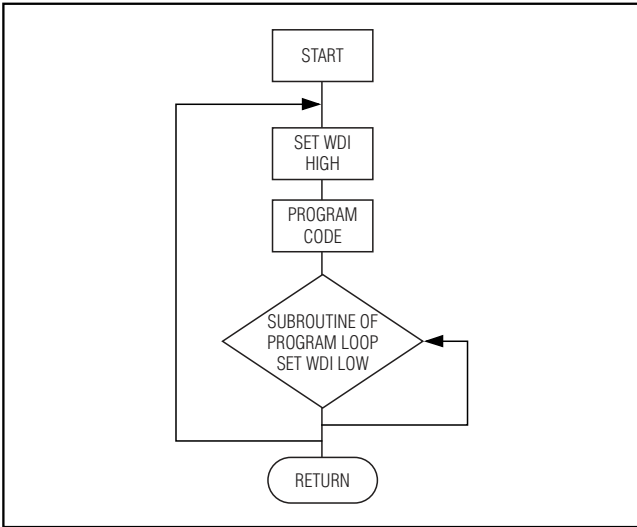 START
SET WDI
HIGH
PROGRAM
CODE
SUBROUTINE OF
PROGRAM LOOP
SET WDI LOW
RETURN